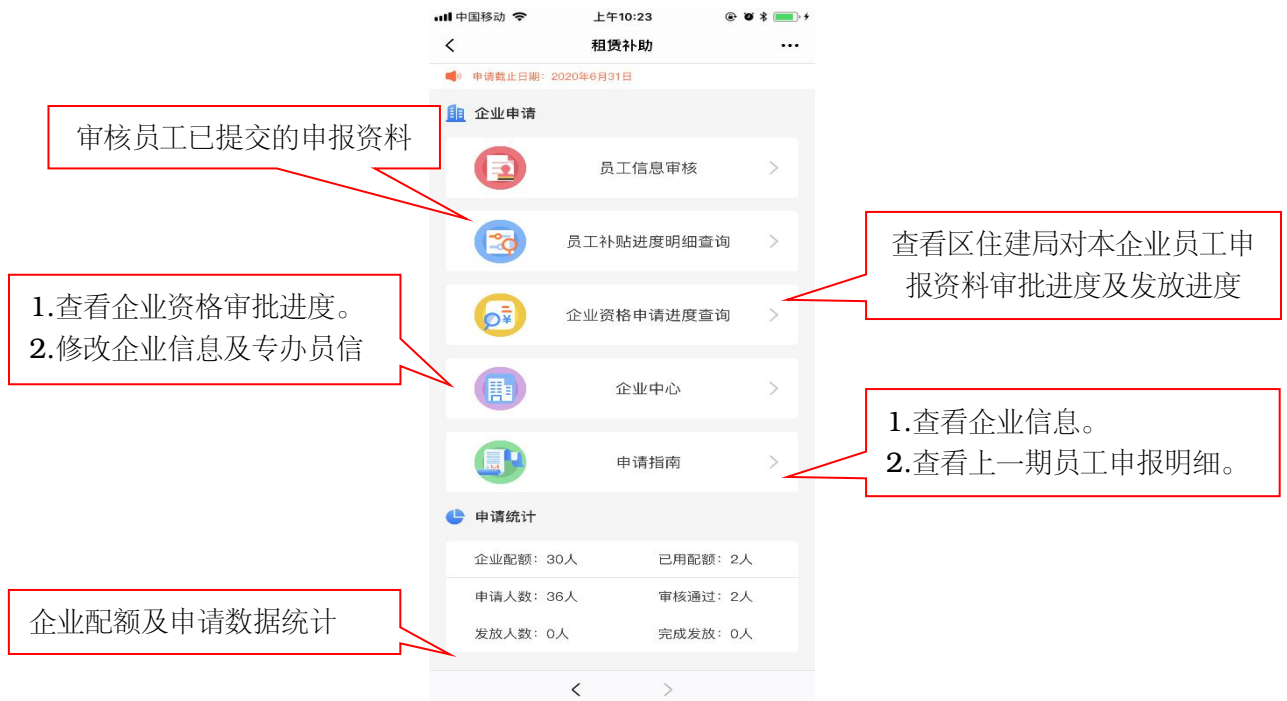 中国移动
上午10:23
租赁补助
申请截止日期：2020年6月31日
企业申请
审核员工已提交的申报资料
员工信息审核
员工补贴进度明细查询
查看区住建局对本企业员工申
报资料审批进度及发放进度
1.查看企业资格审批进度。
2.修改企业信息及专办员信
企业资格申请进度查询
企业中心
1.查看企业信息。
2.查看上一期员工申报明细。
申请指南
申请统计
企业配额：30人 已用配额：2人
申请人数：36人 审核通过：2人
发放人数：0人 完成发放：0人
企业配额及申请数据统计